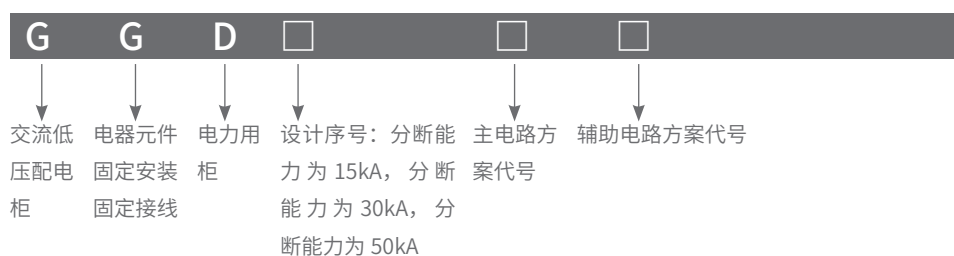 G G D □ □ □
交流低
压配电
柜
电器元件
固定安装
固定接线
电力用
柜
设计序号：分断能
力为 15kA，分断
能力为 30kA，分
断能力为 50kA
主电路方
案代号
辅助电路方案代号